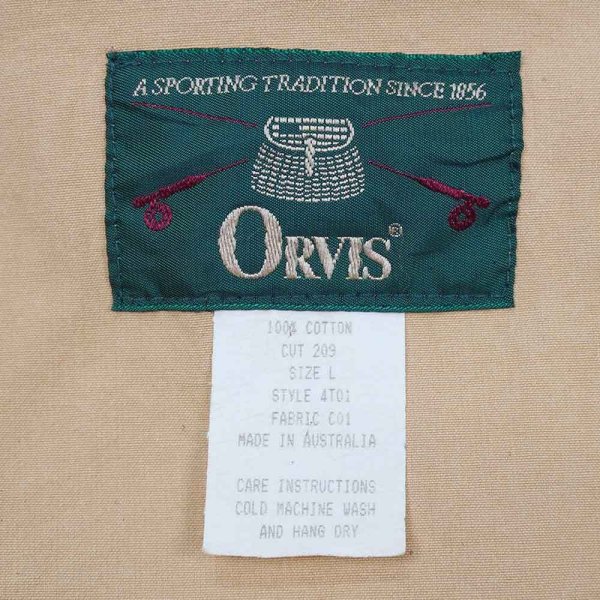 A SPORTING TRADITION SINCE 1856
ORVIS®
100% COTTON
CUT 209
SIZE L
STYLE 4T01
FABRIC C01
MADE IN AUSTRALIA
CARE INSTRUCTIONS
COLD MACHINE WASH
AND HANG DRY